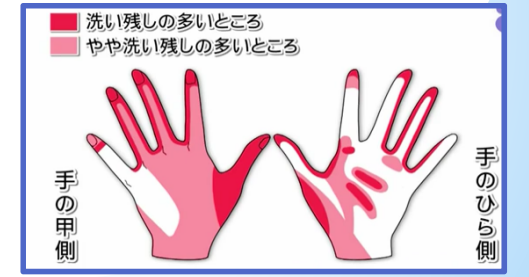 洗い残しの多いところ
やや洗い残しの多いところ
手の甲側
手のひら側